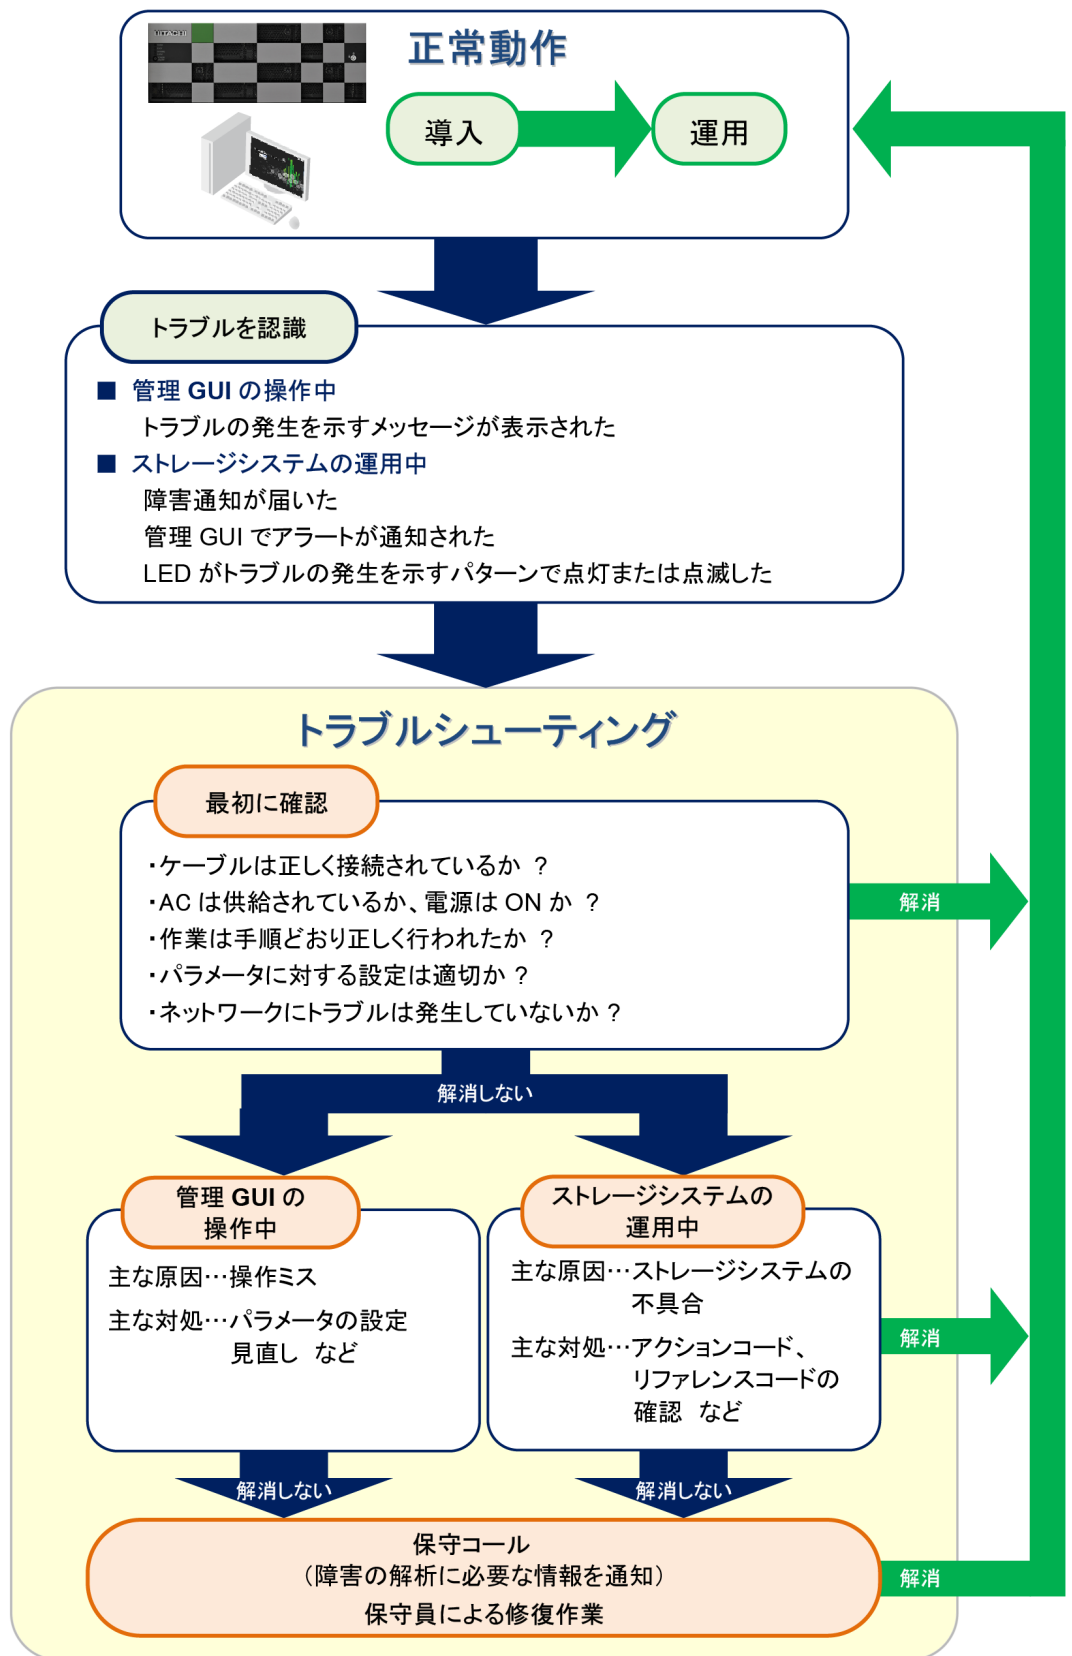 HITACHI
正常動作
導入
運用
トラブルを認識
■ 管理 GUI の操作中
トラブルの発生を示すメッセージが表示された
■ ストレージシステムの運用中
障害通知が届いた
管理 GUI でアラートが通知された
LED がトラブルの発生を示すパターンで点灯または点滅した
トラブルシューティング
最初に確認
・ケーブルは正しく接続されているか ？
・AC は供給されているか、電源は ON か ？
・作業は手順どおり正しく行われたか ？
・パラメータに対する設定は適切か ？
・ネットワークにトラブルは発生していないか ？
解消
解消しない
管理 GUI の
操作中
主な原因…操作ミス
主な対処…パラメータの設定
見直し など
ストレージシステムの
運用中
主な原因…ストレージシステムの
不具合
主な対処…アクションコード、
リファレンスコードの
確認 など
解消
解消しない
解消しない
保守コール
（障害の解析に必要な情報を通知）
保守員による修復作業
解消